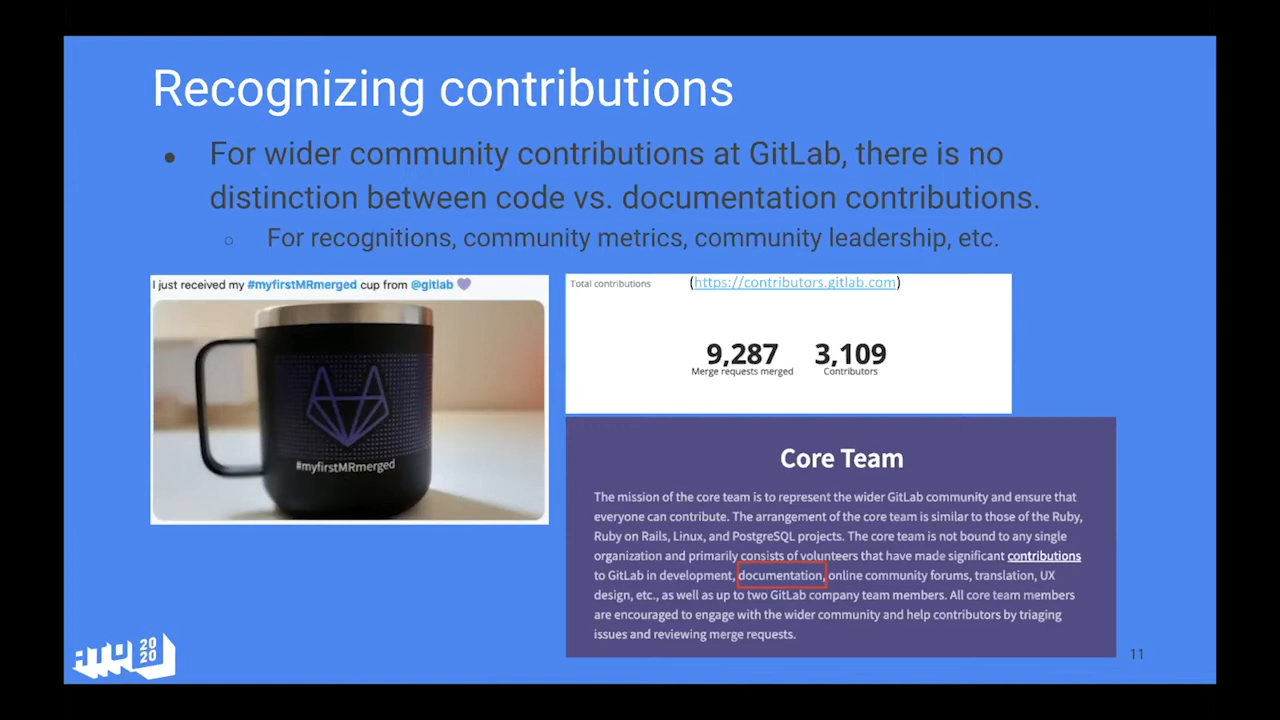 Recognizing contributions
● For wider community contributions at GitLab, there is no
distinction between code vs. documentation contributions.
○ For recognitions, community metrics, community leadership, etc.
I just received my #myfirstMRmerged cup from @gitlab 💜
#myfirstMRmerged
Total contributions (https://contributors.gitlab.com)
9,287 3,109
Merge requests merged Contributors
Core Team
The mission of the core team is to represent the wider GitLab community and ensure that
everyone can contribute. The arrangement of the core team is similar to those of the Ruby,
Ruby on Rails, Linux, and PostgreSQL projects. The core team is not bound to any single
organization and primarily consists of volunteers that have made significant contributions
to GitLab in development, documentation, online community forums, translation, UX
design, etc., as well as up to two GitLab company team members. All core team members
are encouraged to engage with the wider community and help contributors by triaging
issues and reviewing merge requests.
ATO 20
20
11